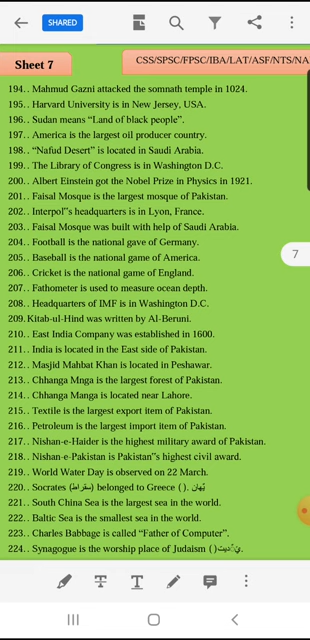 SHARED
Sheet 7
CSS/SPSC/FPSC/IBA/LAT/ASF/NTS/NA
194.. Mahmud Gazni attacked the somnath temple in 1024.
195.. Harvard University is in New Jersey, USA.
196.. Sudan means “Land of black people”.
197.. America is the largest oil producer country.
198.. “Nafud Desert” is located in Saudi Arabia.
199.. The Library of Congress is in Washington D.C.
200.. Albert Einstein got the Nobel Prize in Physics in 1921.
201.. Faisal Mosque is the largest mosque of Pakistan.
202.. Interpol‟s headquarters is in Lyon, France.
203.. Faisal Mosque was built with help of Saudi Arabia.
204.. Football is the national gave of Germany.
205.. Baseball is the national game of America.
206.. Cricket is the national game of England.
207.. Fathometer is used to measure ocean depth.
208.. Headquarters of IMF is in Washington D.C.
209. Kitab-ul-Hind was written by Al-Beruni.
210.. East India Company was established in 1600.
211.. India is located in the East side of Pakistan.
212.. Masjid Mahbat Khan is located in Peshawar.
213.. Chhanga Mnga is the largest forest of Pakistan.
214.. Chhanga Manga is located near Lahore.
215.. Textile is the largest export item of Pakistan.
216.. Petroleum is the largest import item of Pakistan.
217.. Nishan-e-Haider is the highest military award of Pakistan.
218.. Nishan-e-Pakistan is Pakistan‟s highest civil award.
219.. World Water Day is observed on 22 March.
220.. Socrates (سقراط) belonged to Greece ().
221.. South China Sea is the largest sea in the world.
222.. Baltic Sea is the smallest sea in the world.
223.. Charles Babbage is called “Father of Computer”.
224.. Synagogue is the worship place of Judaism ()
7